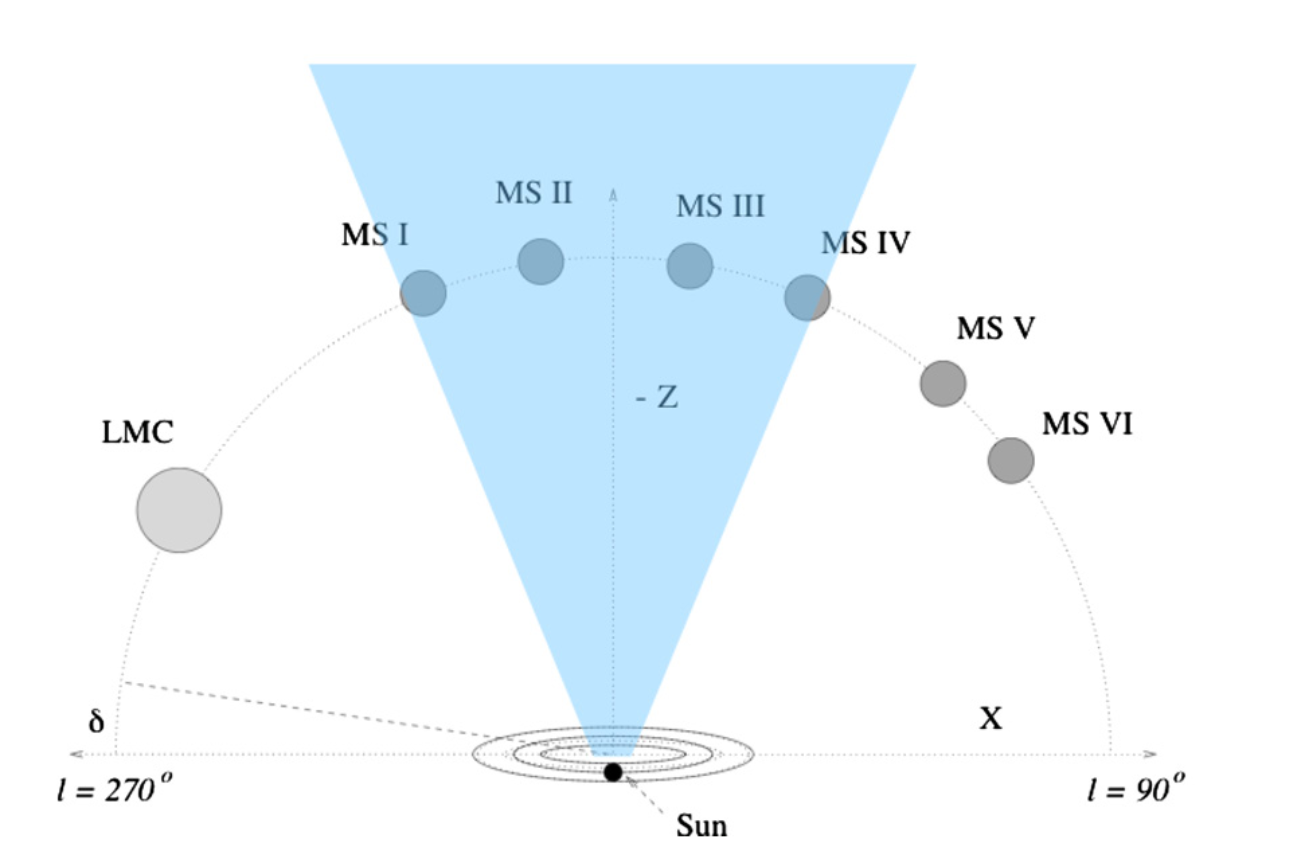 MS II
MS III
MS I
MS IV
MS V
- Z
MS VI
LMC
δ
X
l = 270°
l = 90°
Sun